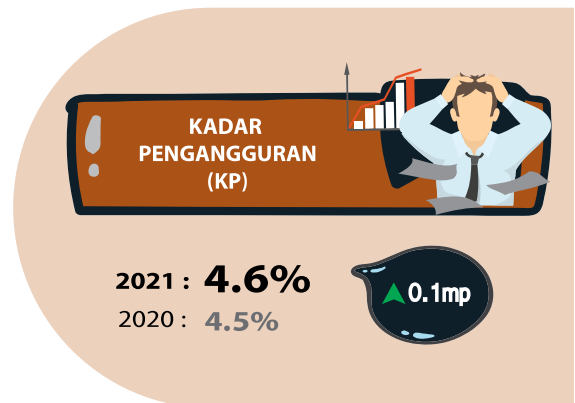 KADAR
PENGANGGURAN
(KP)
2021 : 4.6%
2020 : 4.5%
0.1mp